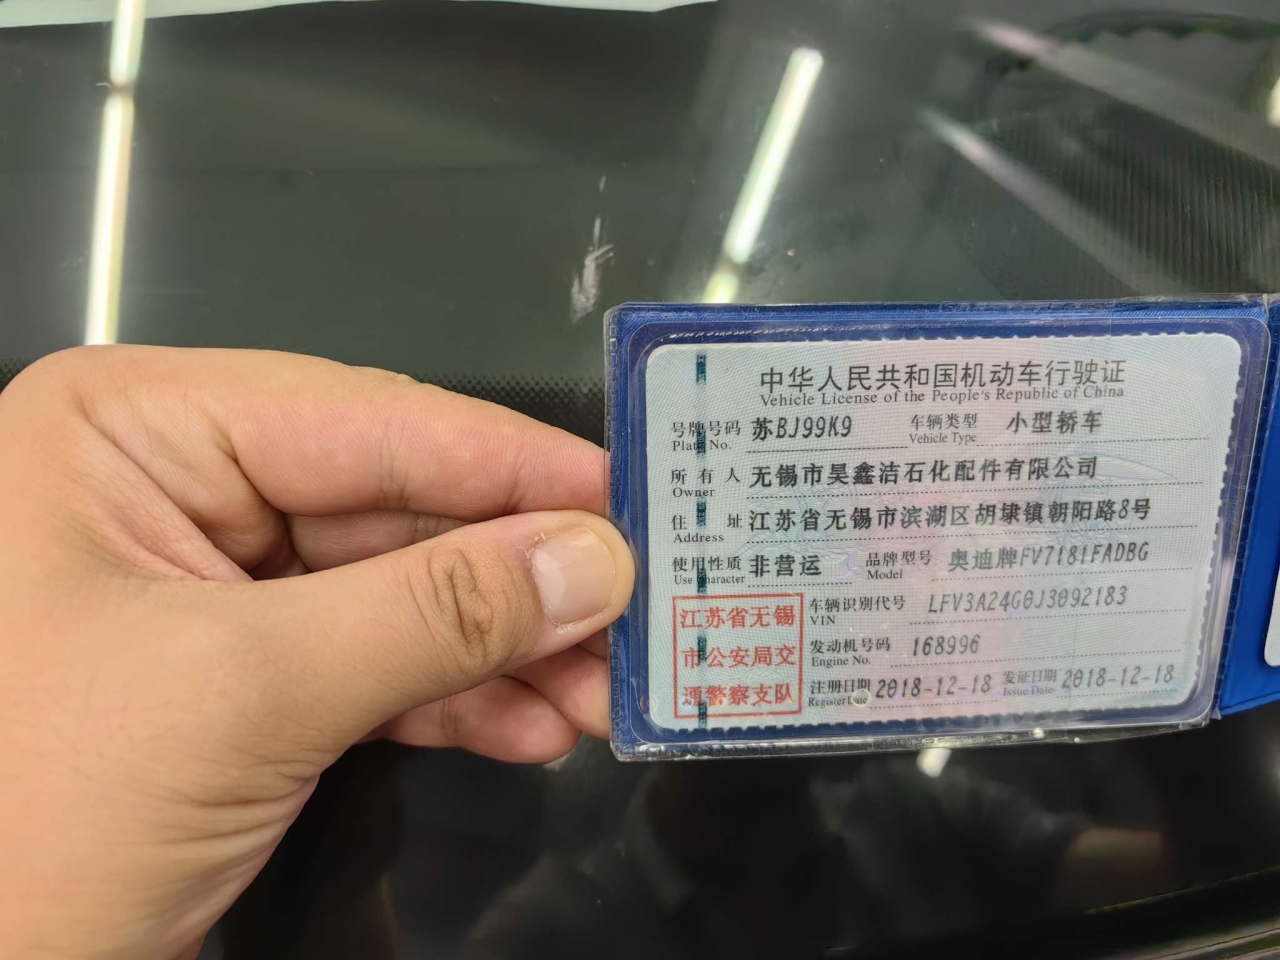 中华人民共和国机动车行驶证
Vehicle License of the People's Republic of China
号牌号码 苏BJ99K9 车辆类型 小型轿车
Plate No. Vehicle Type
所有人 无锡市昊鑫洁石化配件有限公司
Owner
住址 江苏省无锡市滨湖区胡埭镇朝阳路8号
Address
使用性质 非营运 品牌型号 奥迪牌FV7181FADBG
Use Character Model
江苏省无锡
市公安局交
通警察支队
车辆识别代号 LFV3A24G0J3092183
VIN
发动机号码 168996
Engine No.
注册日期 2018-12-18 发证日期 2018-12-18
Register Date Issue Date